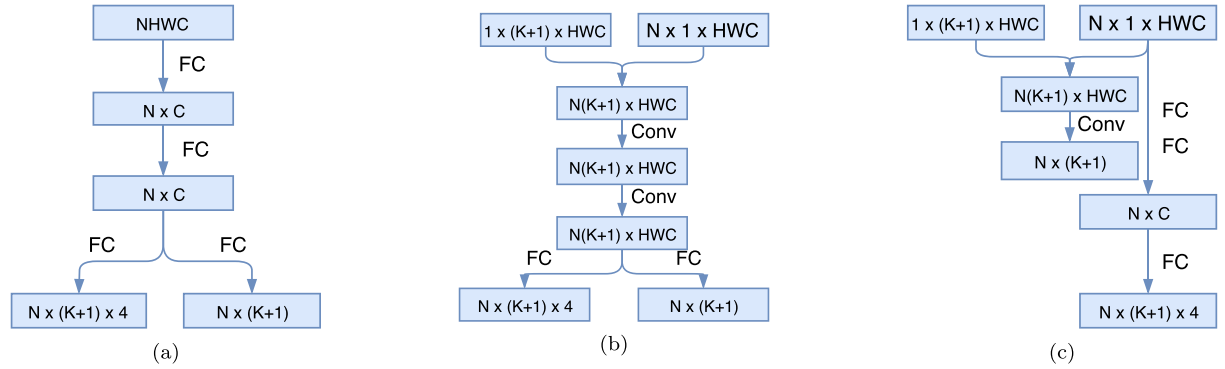 NHWC
FC
N x C
FC
N x C
FC FC
N x (K+1) x 4 N x (K+1)
(a)
1 x (K+1) x HWC N x 1 x HWC
N(K+1) x HWC
Conv
N(K+1) x HWC
Conv
N(K+1) x HWC
FC FC
N x (K+1) x 4 N x (K+1)
(b)
1 x (K+1) x HWC N x 1 x HWC
N(K+1) x HWC
FC
Conv
FC
N x (K+1)
N x C
FC
N x (K+1) x 4
(c)